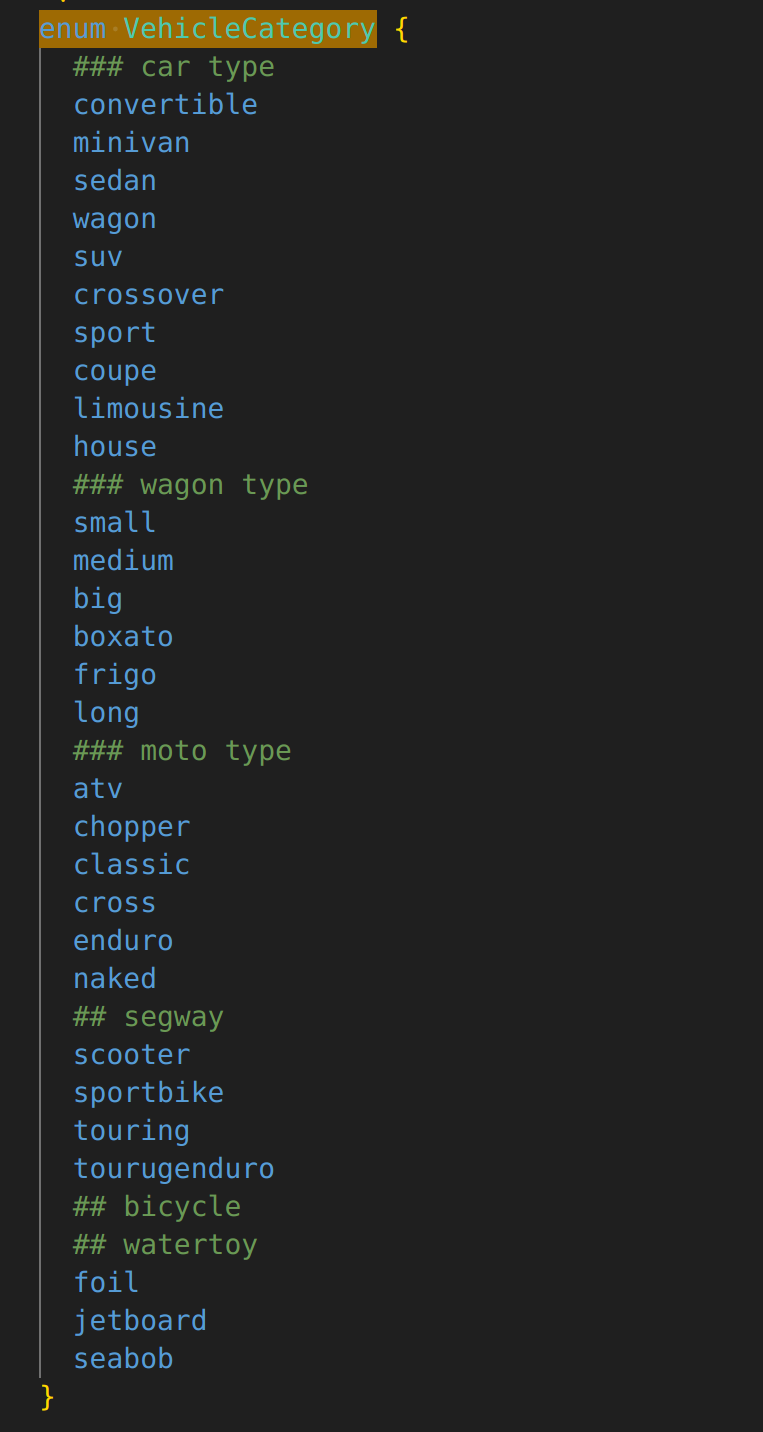 enum VehicleCategory {
### car type
convertible
minivan
sedan
wagon
suv
crossover
sport
coupe
limousine
house
### wagon type
small
medium
big
boxato
frigo
long
### moto type
atv
chopper
classic
cross
enduro
naked
## segway
scooter
sportbike
touring
tourugenduro
## bicycle
## watertoy
foil
jetboard
seabob
}